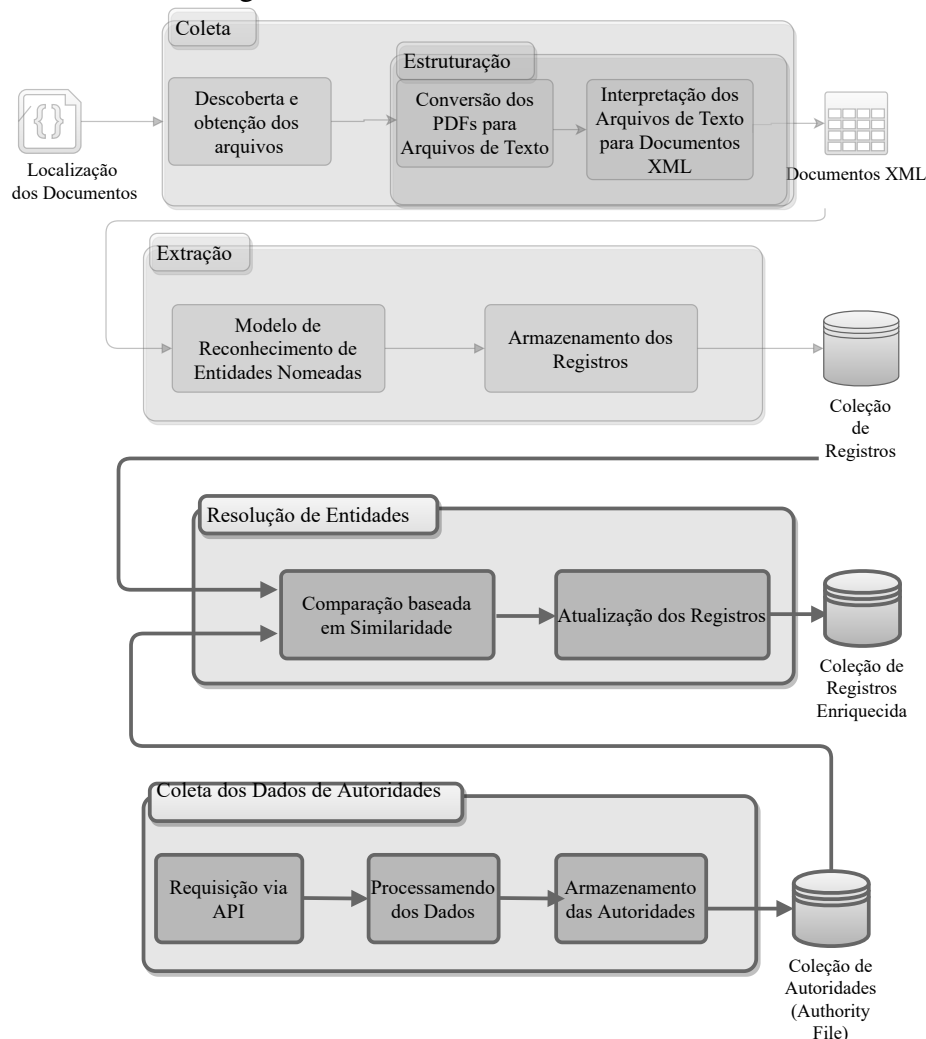 Coleta
Estruturação
Descoberta e
obtenção dos
arquivos
Conversão dos
PDFs para
Arquivos de Texto
Interpretação dos
Arquivos de Texto
para Documentos
XML
Localização
dos Documentos
Documentos XML
Extração
Modelo de
Reconhecimento de
Entidades Nomeadas
Armazenamento dos
Registros
Coleção
de
Registros
Resolução de Entidades
Comparação baseada
em Similaridade
Atualização dos Registros
Coleção de
Registros
Enriquecida
Coleta dos Dados de Autoridades
Requisição via
API
Processamendo
dos Dados
Armazenamento
das Autoridades
Coleção de
Autoridades
(Authority
File)